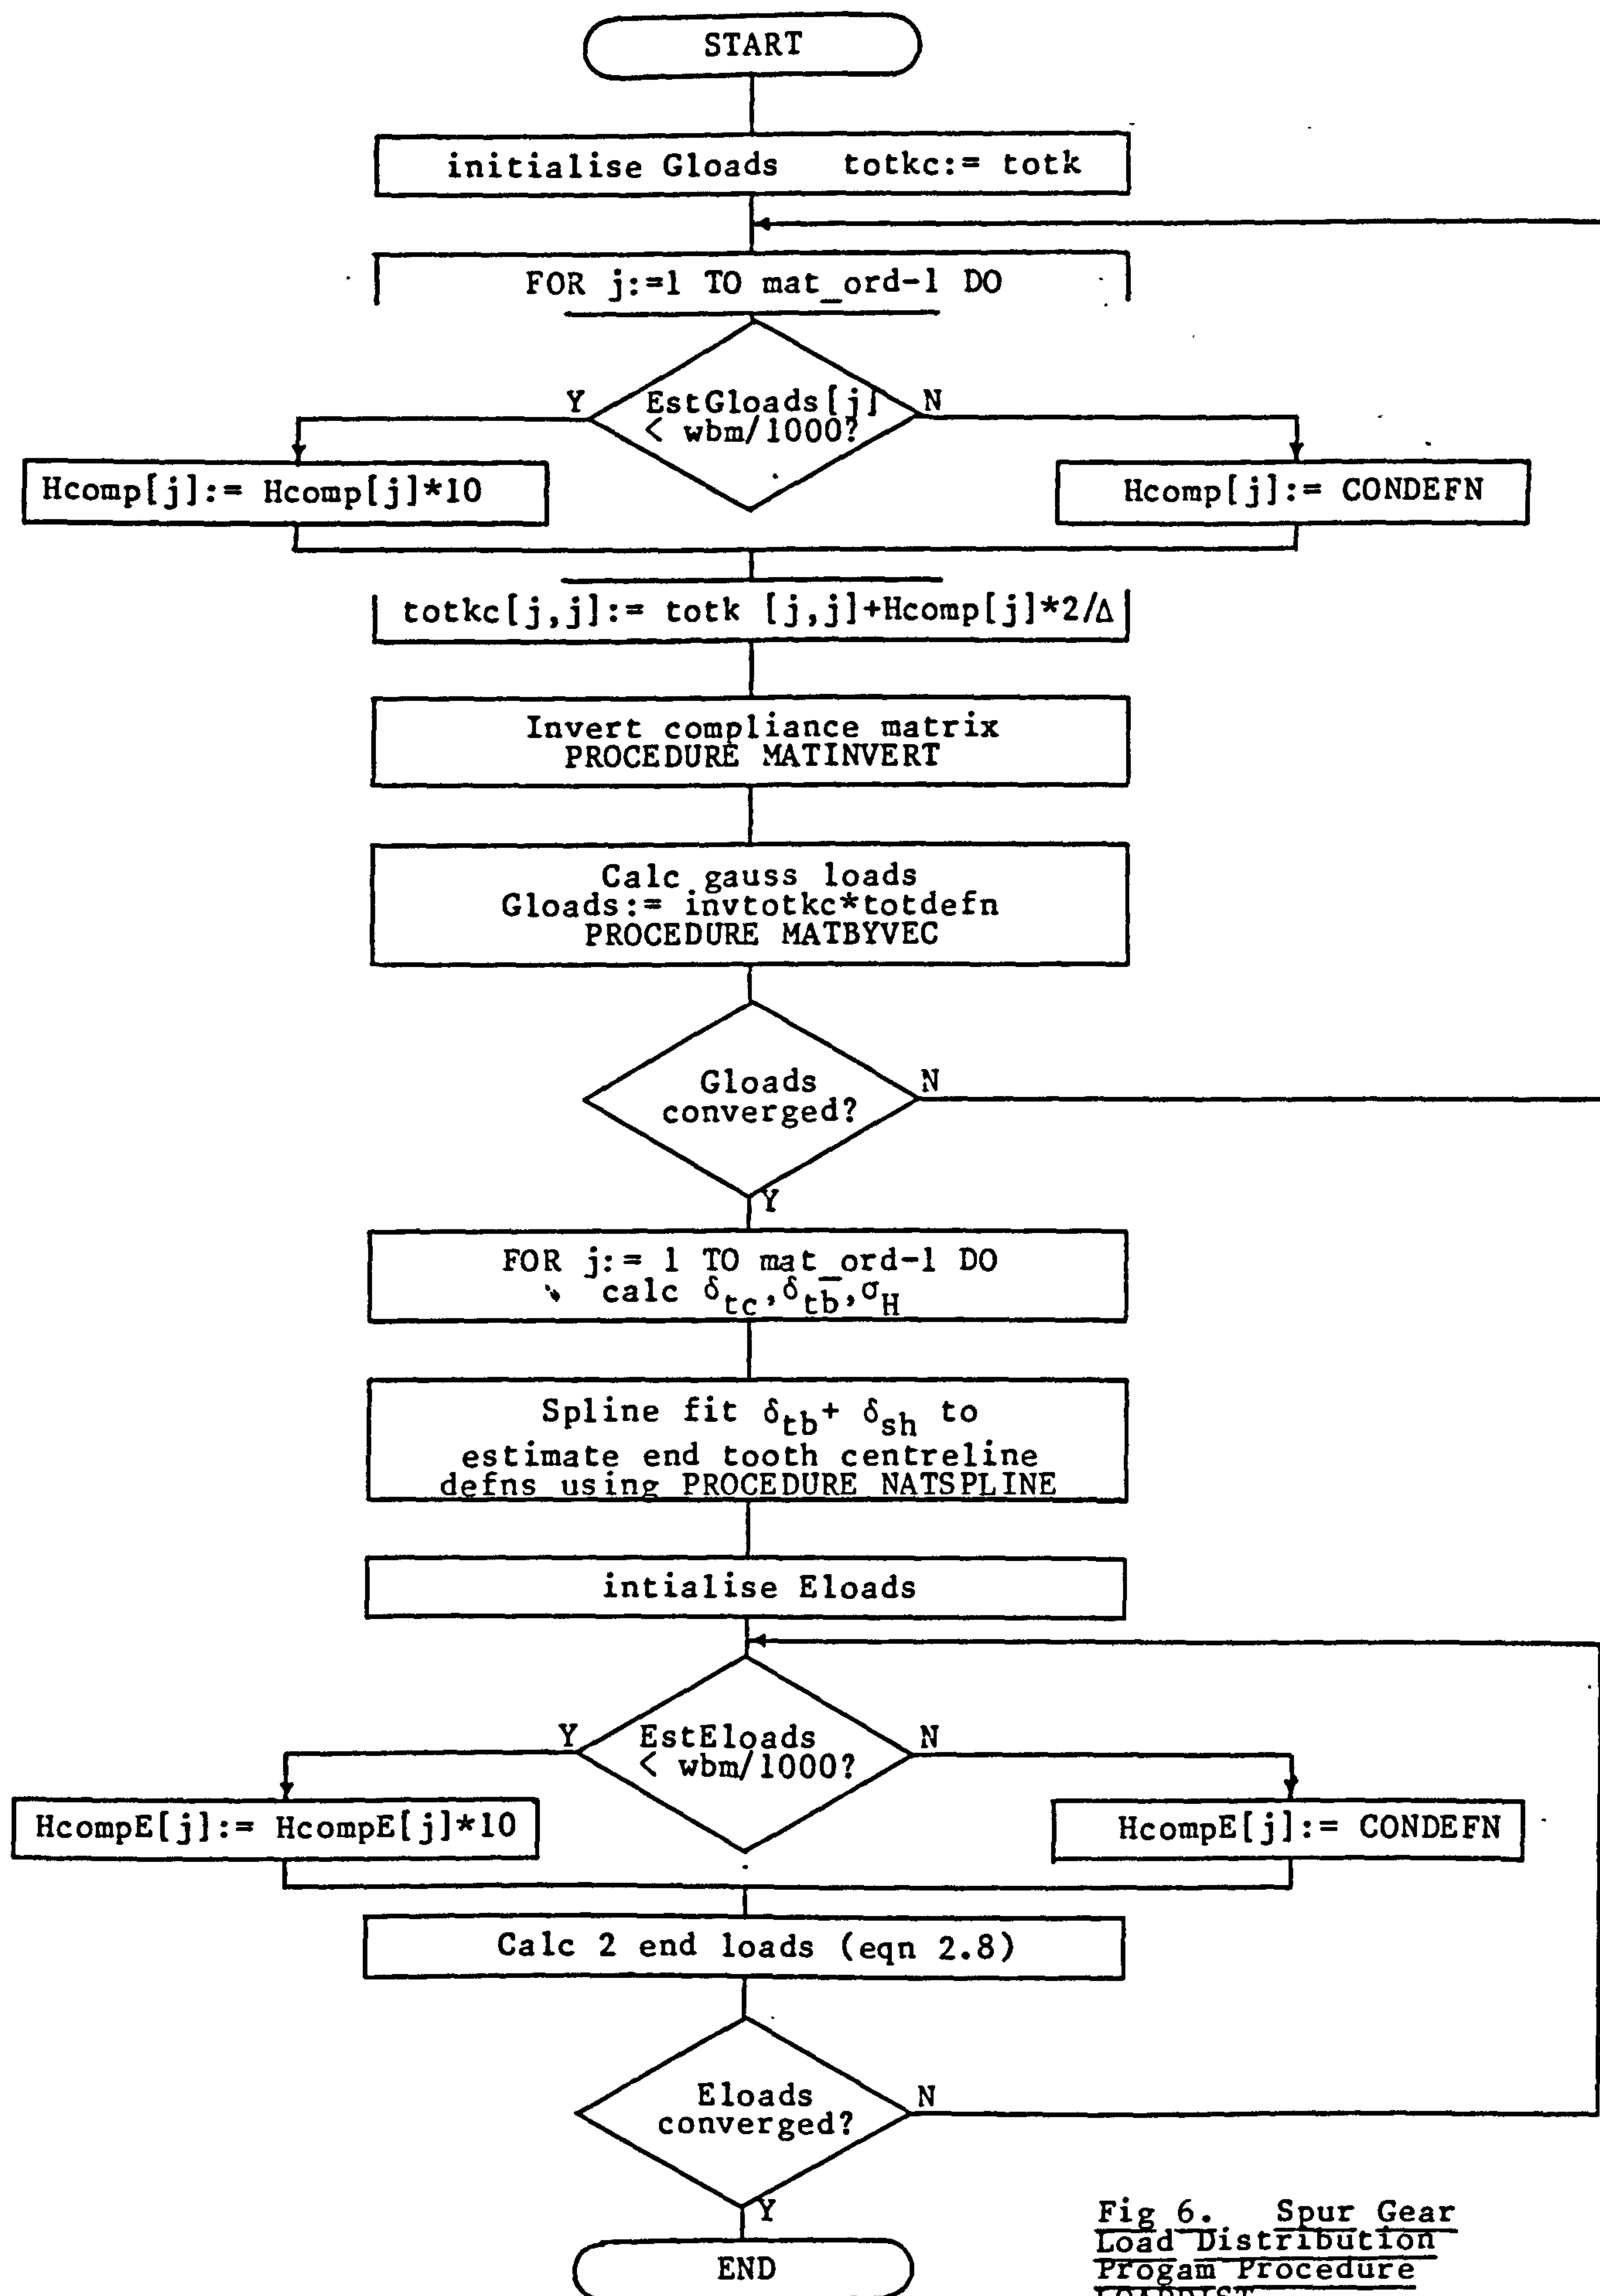 START
initialise Gloads totkc:= totk
FOR j:=1 TO mat_ord-1 DO
Y
EstGloads[j]
< wbm/1000?
N
Hcomp[j]:= Hcomp[j]*10
Hcomp[j]:= CONDEFN
totkc[j,j]:= totk [j,j]+Hcomp[j]*2/Δ
Invert compliance matrix
PROCEDURE MATINVERT
Calc gauss loads
Gloads:= invtotkc*totdefn
PROCEDURE MATBYVEC
Gloads
converged?
N
Y
FOR j:= 1 TO mat_ord-1 DO
calc δtc,δtb,σH
Spline fit δtb+ δsh to
estimate end tooth centreline
defns using PROCEDURE NATSPLINE
intialise Eloads
Y
EstEloads
< wbm/1000?
N
HcompE[j]:= HcompE[j]*10
HcompE[j]:= CONDEFN
Calc 2 end loads (eqn 2.8)
Eloads
converged?
N
Y
END
Fig 6. Spur Gear
Load Distribution
Progam Procedure
LOADDIST